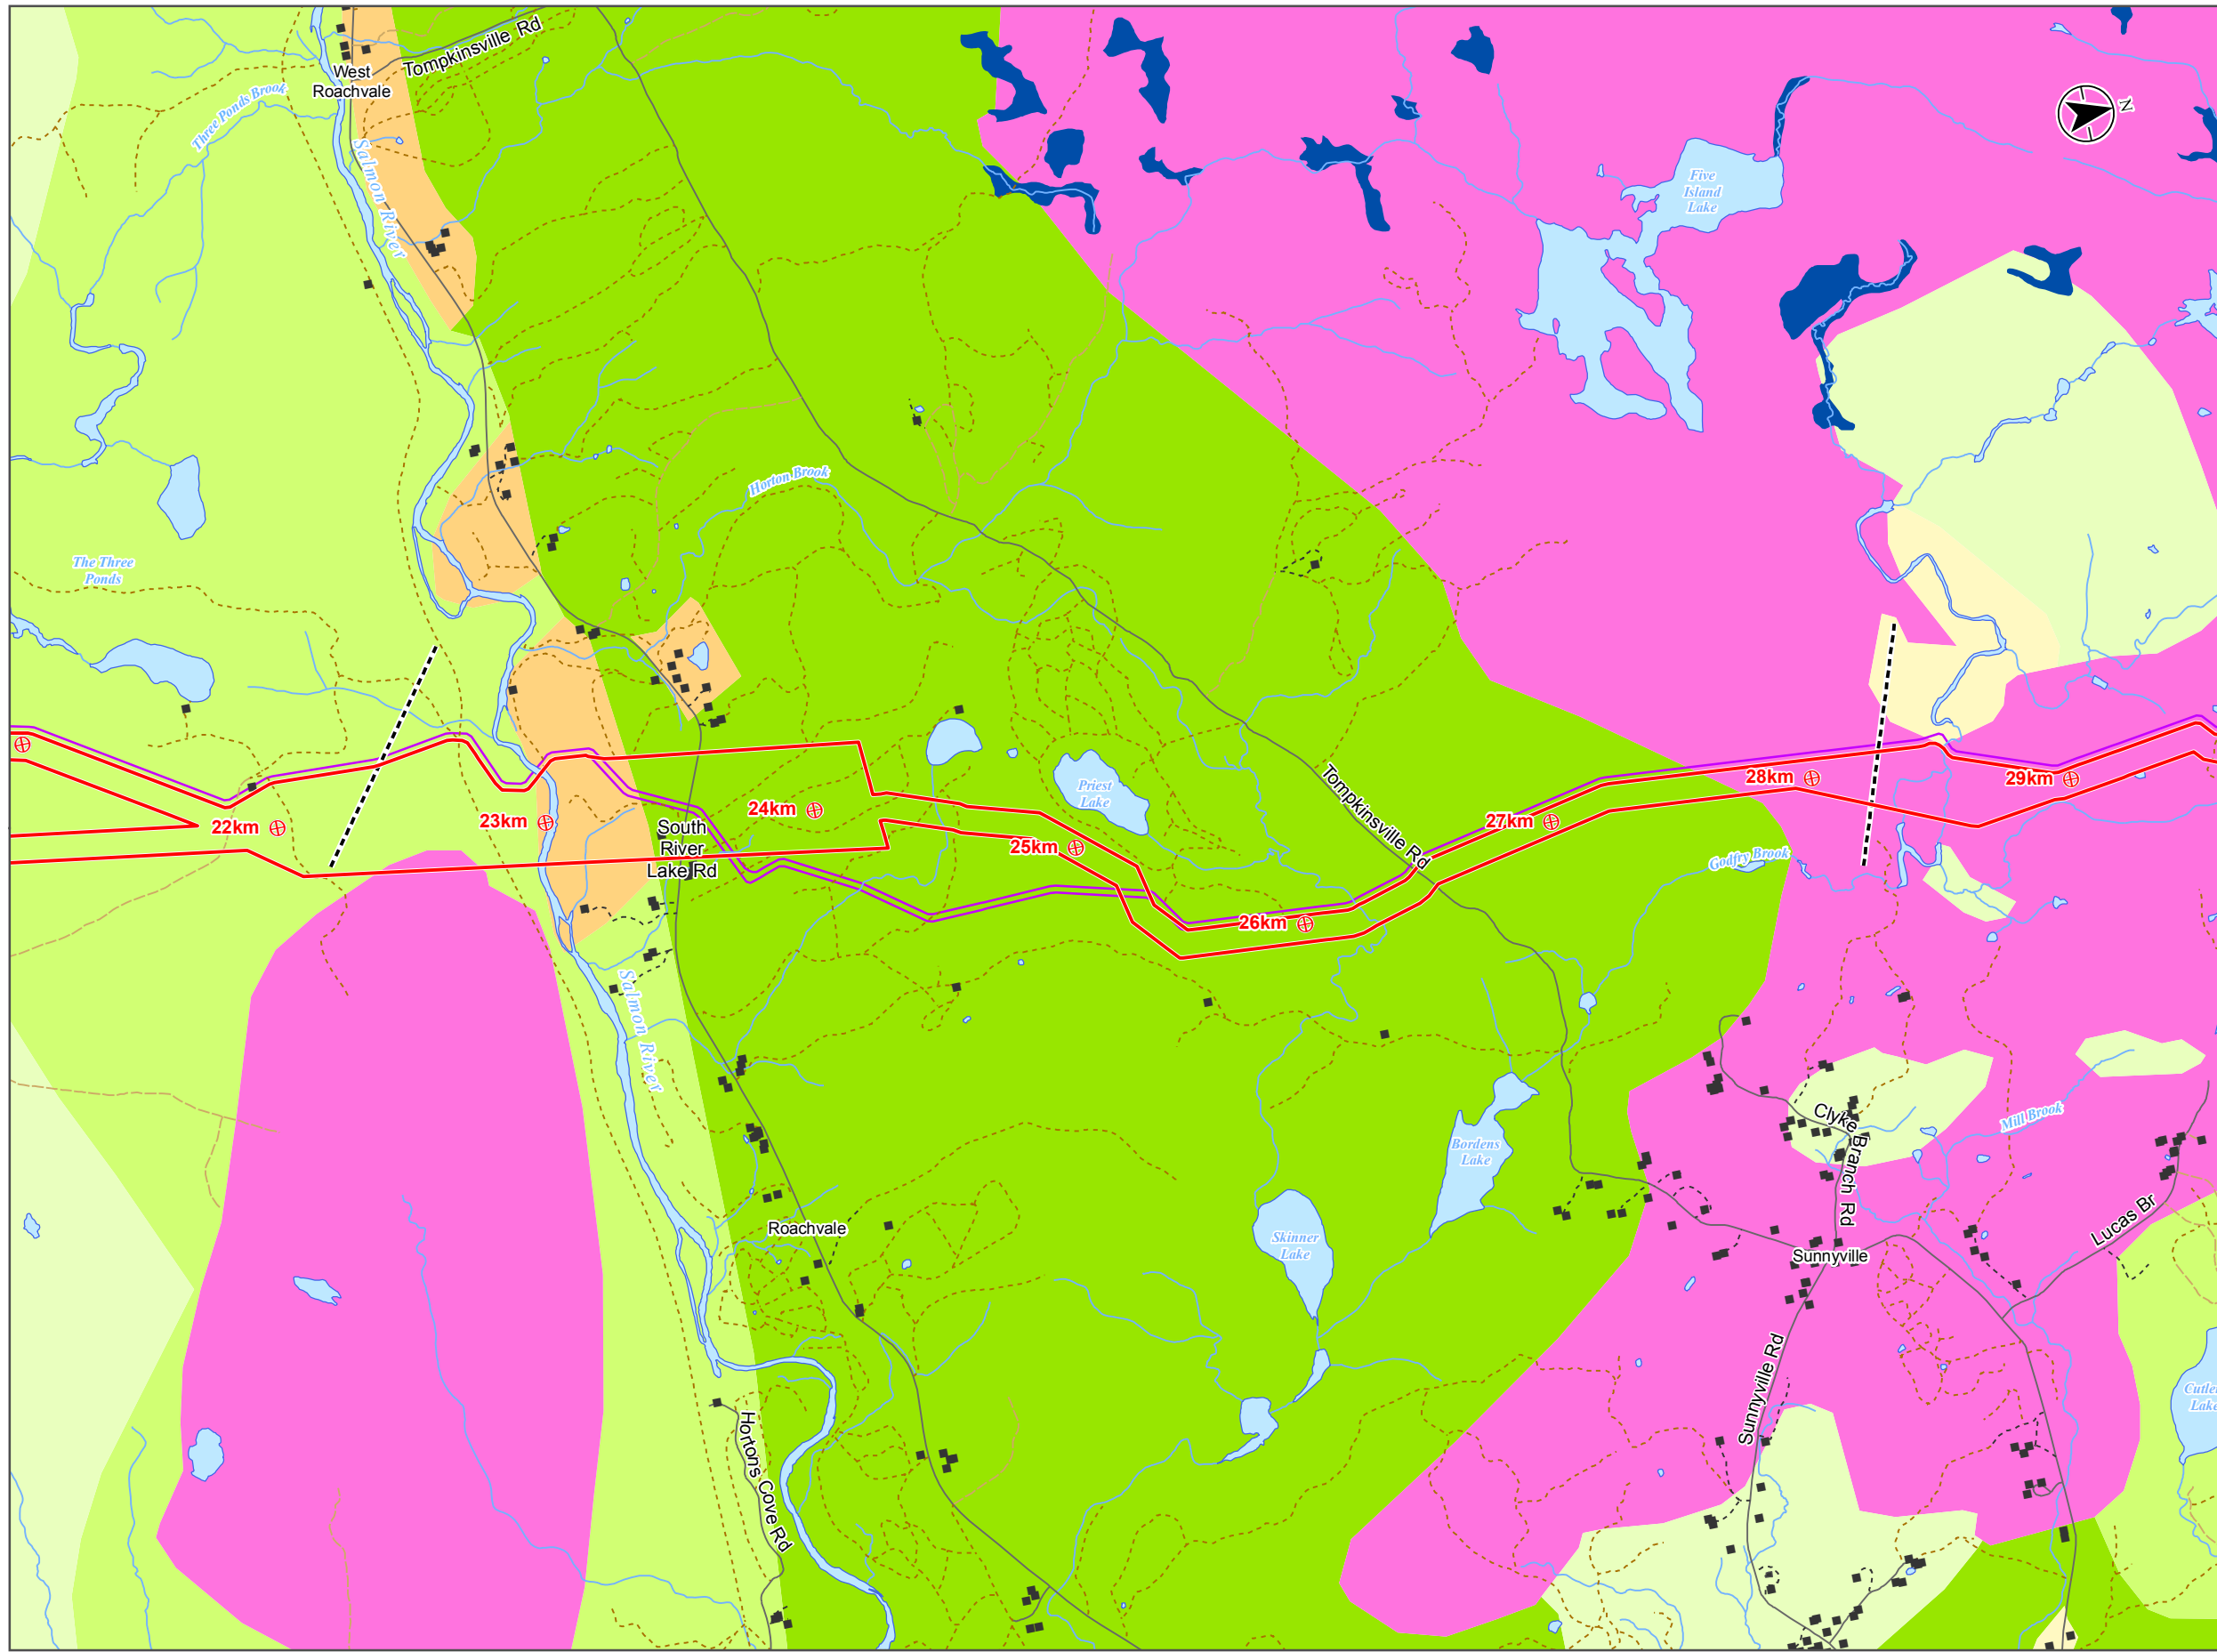 Tompkinsville Rd
West
Roachvale
Three Ponds Brook
Salmon River
N
Five
Island
Lake
Horton Brook
The Three
Ponds
Priest
Lake
Tompkinsville Rd
22km
23km
24km
25km
26km
27km
28km
29km
South
River
Lake Rd
Godfry Brook
Salmon River
Clyke Branch Rd
Mill Brook
Bordens
Lake
Lucas Br
Roachvale
Skinner
Lake
Sunnyville
Sunnyville Rd
Cutle
Lake
Hortons Cove Rd